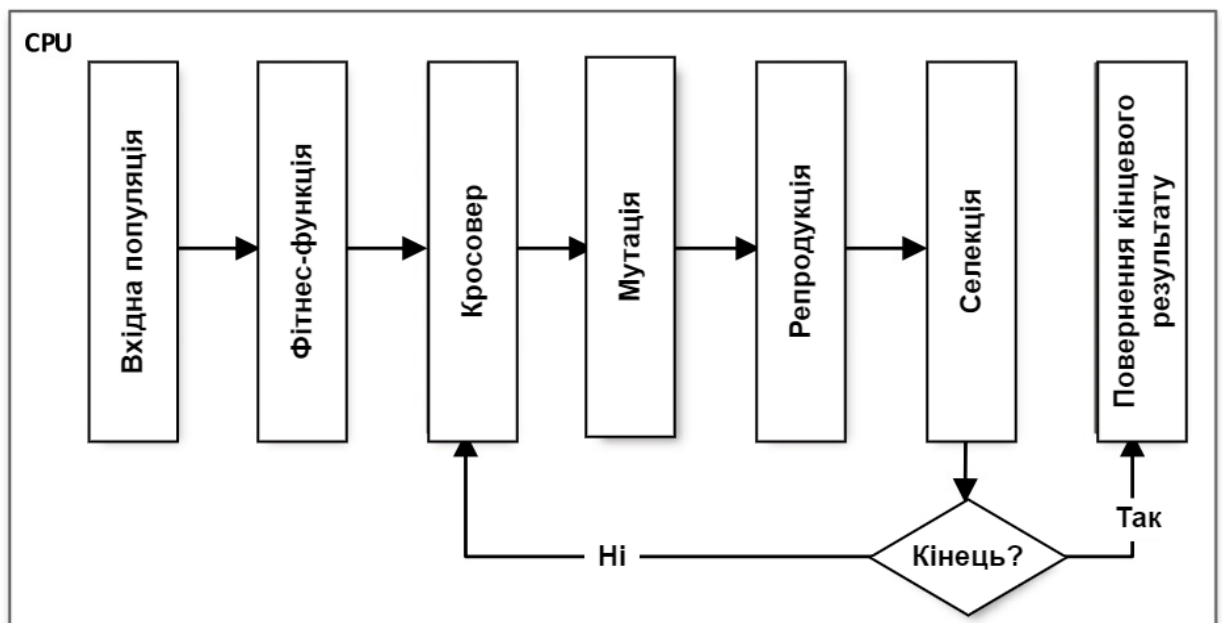 CPU
Вхідна популяція
Фітнес-функція
Кросовер
Мутація
Репродукція
Селекція
Повернення кінцевого
результату
Кінець?
Ні
Так